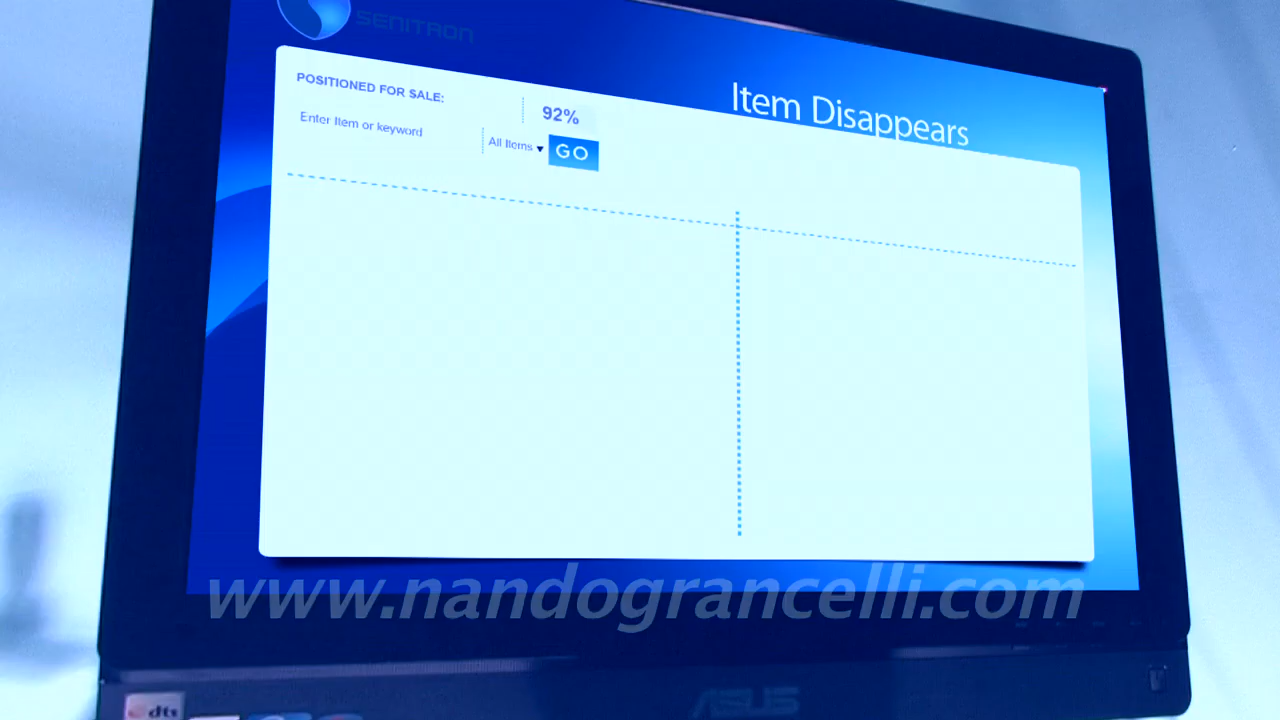 SENITRON
Item Disappears
POSITIONED FOR SALE:
92%
Enter Item or keyword
All Items
GO
www.nandograncelli.com
ASUS
dts